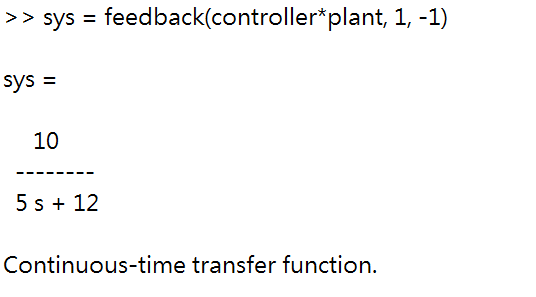 >> sys = feedback(controller*plant, 1, -1)
sys =
10
--------
5 s + 12
Continuous-time transfer function.